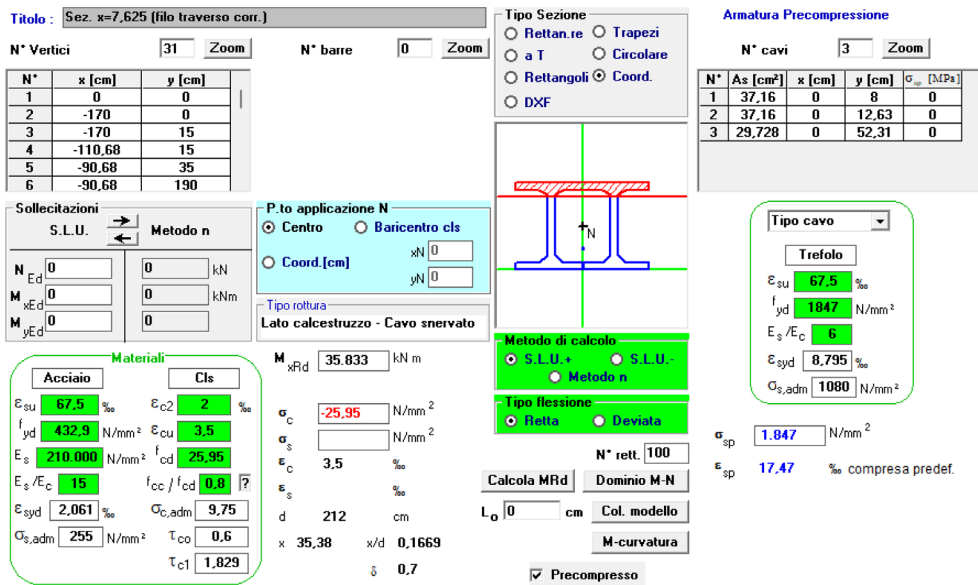 Titolo : Sez. x=7,625 (filo traverso corr.)
N° Vertici 31 Zoom N° barre 0 Zoom
N° x [cm] y [cm]
1 0 0
2 -170 0
3 -170 15
4 -110,68 15
5 -90,68 35
6 -90,68 190
Tipo Sezione
Rettan.re Trapezi
a T Circolare
Rettangoli Coord.
DXF
Armatura Precompressione
N° cavi 3 Zoom
N° As [cm²] x [cm] y [cm] σsp [MPa]
1 37,16 0 8 0
2 37,16 0 12,63 0
3 29,728 0 52,31 0
Sollecitazioni
S.L.U. Metodo n
N Ed 0 0 kN
M xEd 0 0 kNm
M yEd 0 0
P.to applicazione N
Centro Baricentro cls
Coord.[cm] xN 0
yN 0
Tipo rottura
Lato calcestruzzo - Cavo snervato
N
Materiali
Acciaio Cls
εsu 67,5 ‰ εc2 2 ‰
fyd 432,9 N/mm² εcu 3,5
Es 210.000 N/mm² fcd 25,95
Es /Ec 15 fcc / fcd 0,8 ?
εsyd 2,061 ‰ σc,adm 9,75
σs,adm 255 N/mm² τco 0,6
τc1 1,829
M xRd 35.833 kN m
σc -25,95 N/mm²
σs N/mm²
εc 3,5 ‰
εs ‰
d 212 cm
x 35,38 x/d 0,1669
δ 0,7
Metodo di calcolo
S.L.U.+ S.L.U.-
Metodo n
Tipo flessione
Retta Deviata
N° rett. 100
Calcola MRd Dominio M-N
Lo 0 cm Col. modello
M-curvatura
Precompresso
Tipo cavo
Trefolo
εsu 67,5 ‰
fyd 1847 N/mm²
Es /Ec 6
εsyd 8,795 ‰
σs,adm 1080 N/mm²
σsp 1.847 N/mm²
εsp 17,47 ‰ compresa predef.